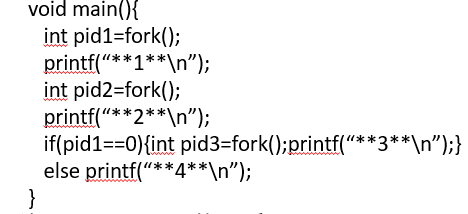 void main(){
int pid1=fork();
printf(“**1**\n”);
int pid2=fork();
printf(“**2**\n”);
if(pid1==0){int pid3=fork();printf(“**3**\n”);}
else printf(“**4**\n”);
}